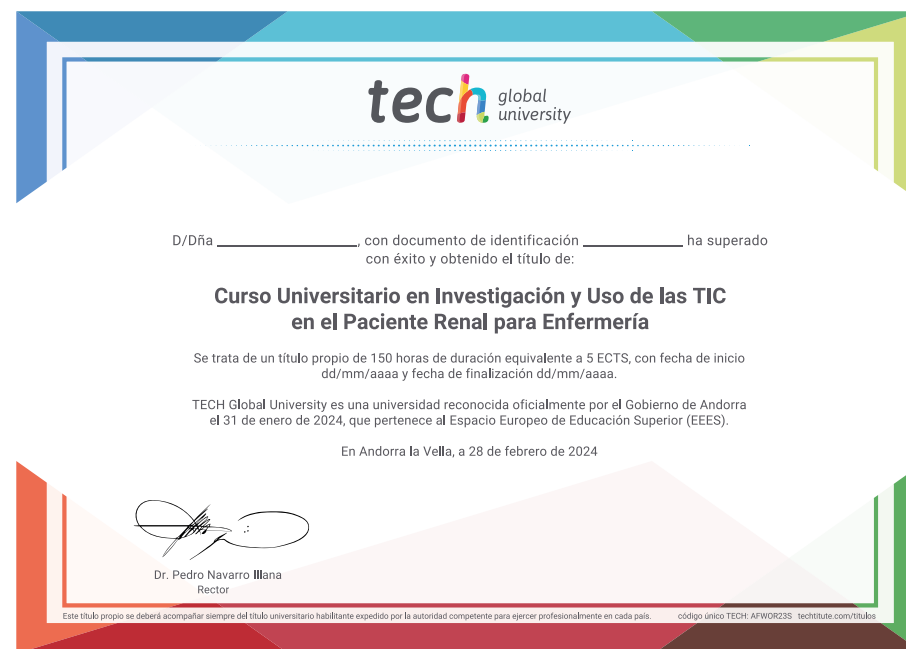 tech global university
D/Dña ____________________, con documento de identificación ______________ ha superado
con éxito y obtenido el título de:
Curso Universitario en Investigación y Uso de las TIC
en el Paciente Renal para Enfermería
Se trata de un título propio de 150 horas de duración equivalente a 5 ECTS, con fecha de inicio
dd/mm/aaaa y fecha de finalización dd/mm/aaaa.
TECH Global University es una universidad reconocida oficialmente por el Gobierno de Andorra
el 31 de enero de 2024, que pertenece al Espacio Europeo de Educación Superior (EEES).
En Andorra la Vella, a 28 de febrero de 2024
Dr. Pedro Navarro Illana
Rector
Este título propio se deberá acompañar siempre del título universitario habilitante expedido por la autoridad competente para ejercer profesionalmente en cada país. código único TECH: AFWOR23S techtitute.com/titulos